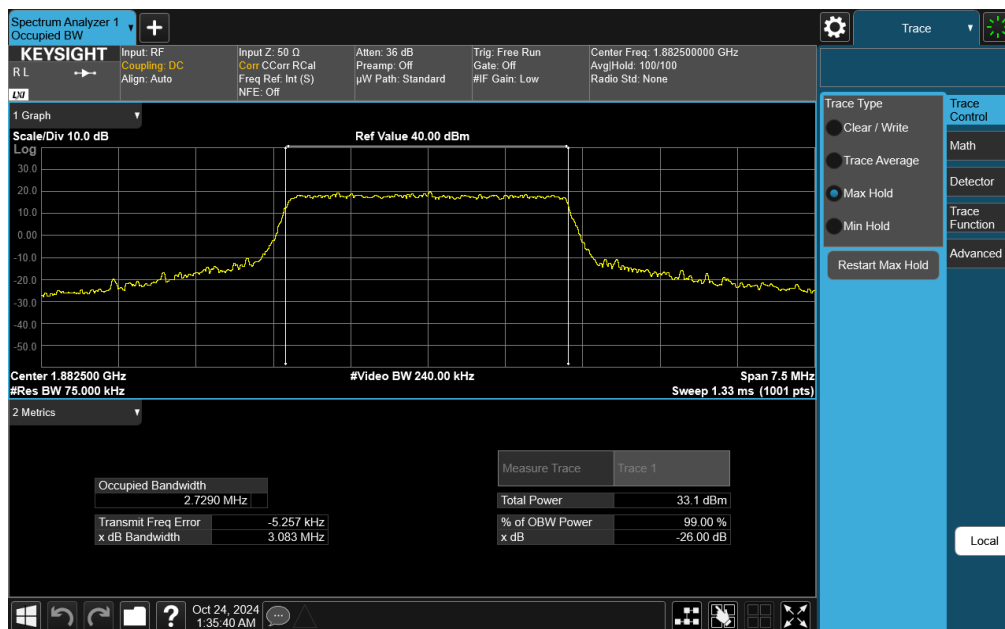 Spectrum Analyzer 1
Occupied BW
KEYSIGHT
R L
LXI
Input: RF
Coupling: DC
Align: Auto
Input Z: 50 Ω
Corr CCorr RCal
Freq Ref: Int (S)
NFE: Off
Atten: 36 dB
Preamp: Off
µW Path: Standard
Trig: Free Run
Gate: Off
#IF Gain: Low
Center Freq: 1.882500000 GHz
Avg|Hold: 100/100
Radio Std: None
1 Graph
Scale/Div 10.0 dB
Ref Value 40.00 dBm
Log
30.0
20.0
10.0
0.00
-10.0
-20.0
-30.0
-40.0
-50.0
Center 1.882500 GHz
#Video BW 240.00 kHz
Span 7.5 MHz
#Res BW 75.000 kHz
Sweep 1.33 ms (1001 pts)
2 Metrics
Measure Trace
Trace 1
Occupied Bandwidth
2.7290 MHz
Total Power
33.1 dBm
Transmit Freq Error
-5.257 kHz
% of OBW Power
99.00 %
x dB Bandwidth
3.083 MHz
x dB
-26.00 dB
?
Oct 24, 2024
1:35:40 AM
Trace
Trace Type
Clear / Write
Trace Average
Max Hold
Min Hold
Restart Max Hold
Trace
Control
Math
Detector
Trace
Function
Advanced
Local